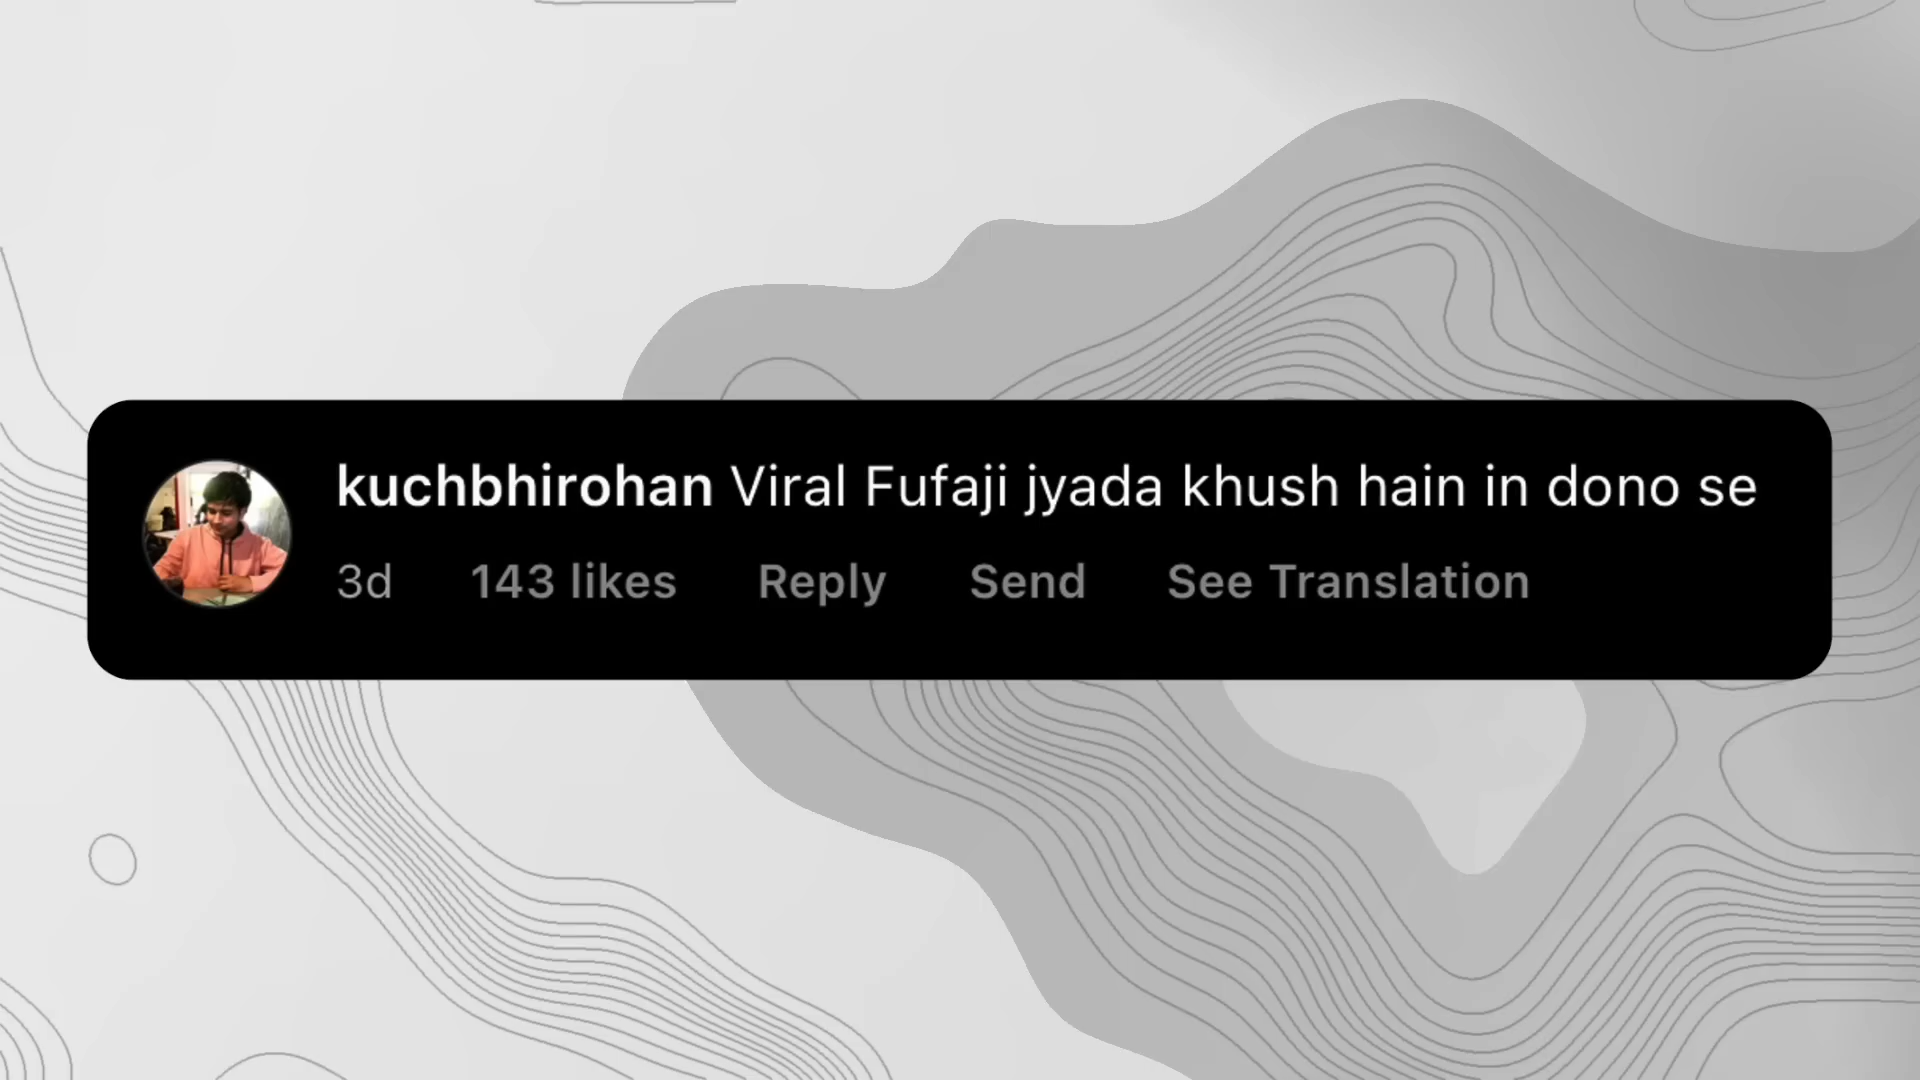 kuchbhirohan Viral Fufaji jyada khush hain in dono se
3d 143 likes Reply Send See Translation